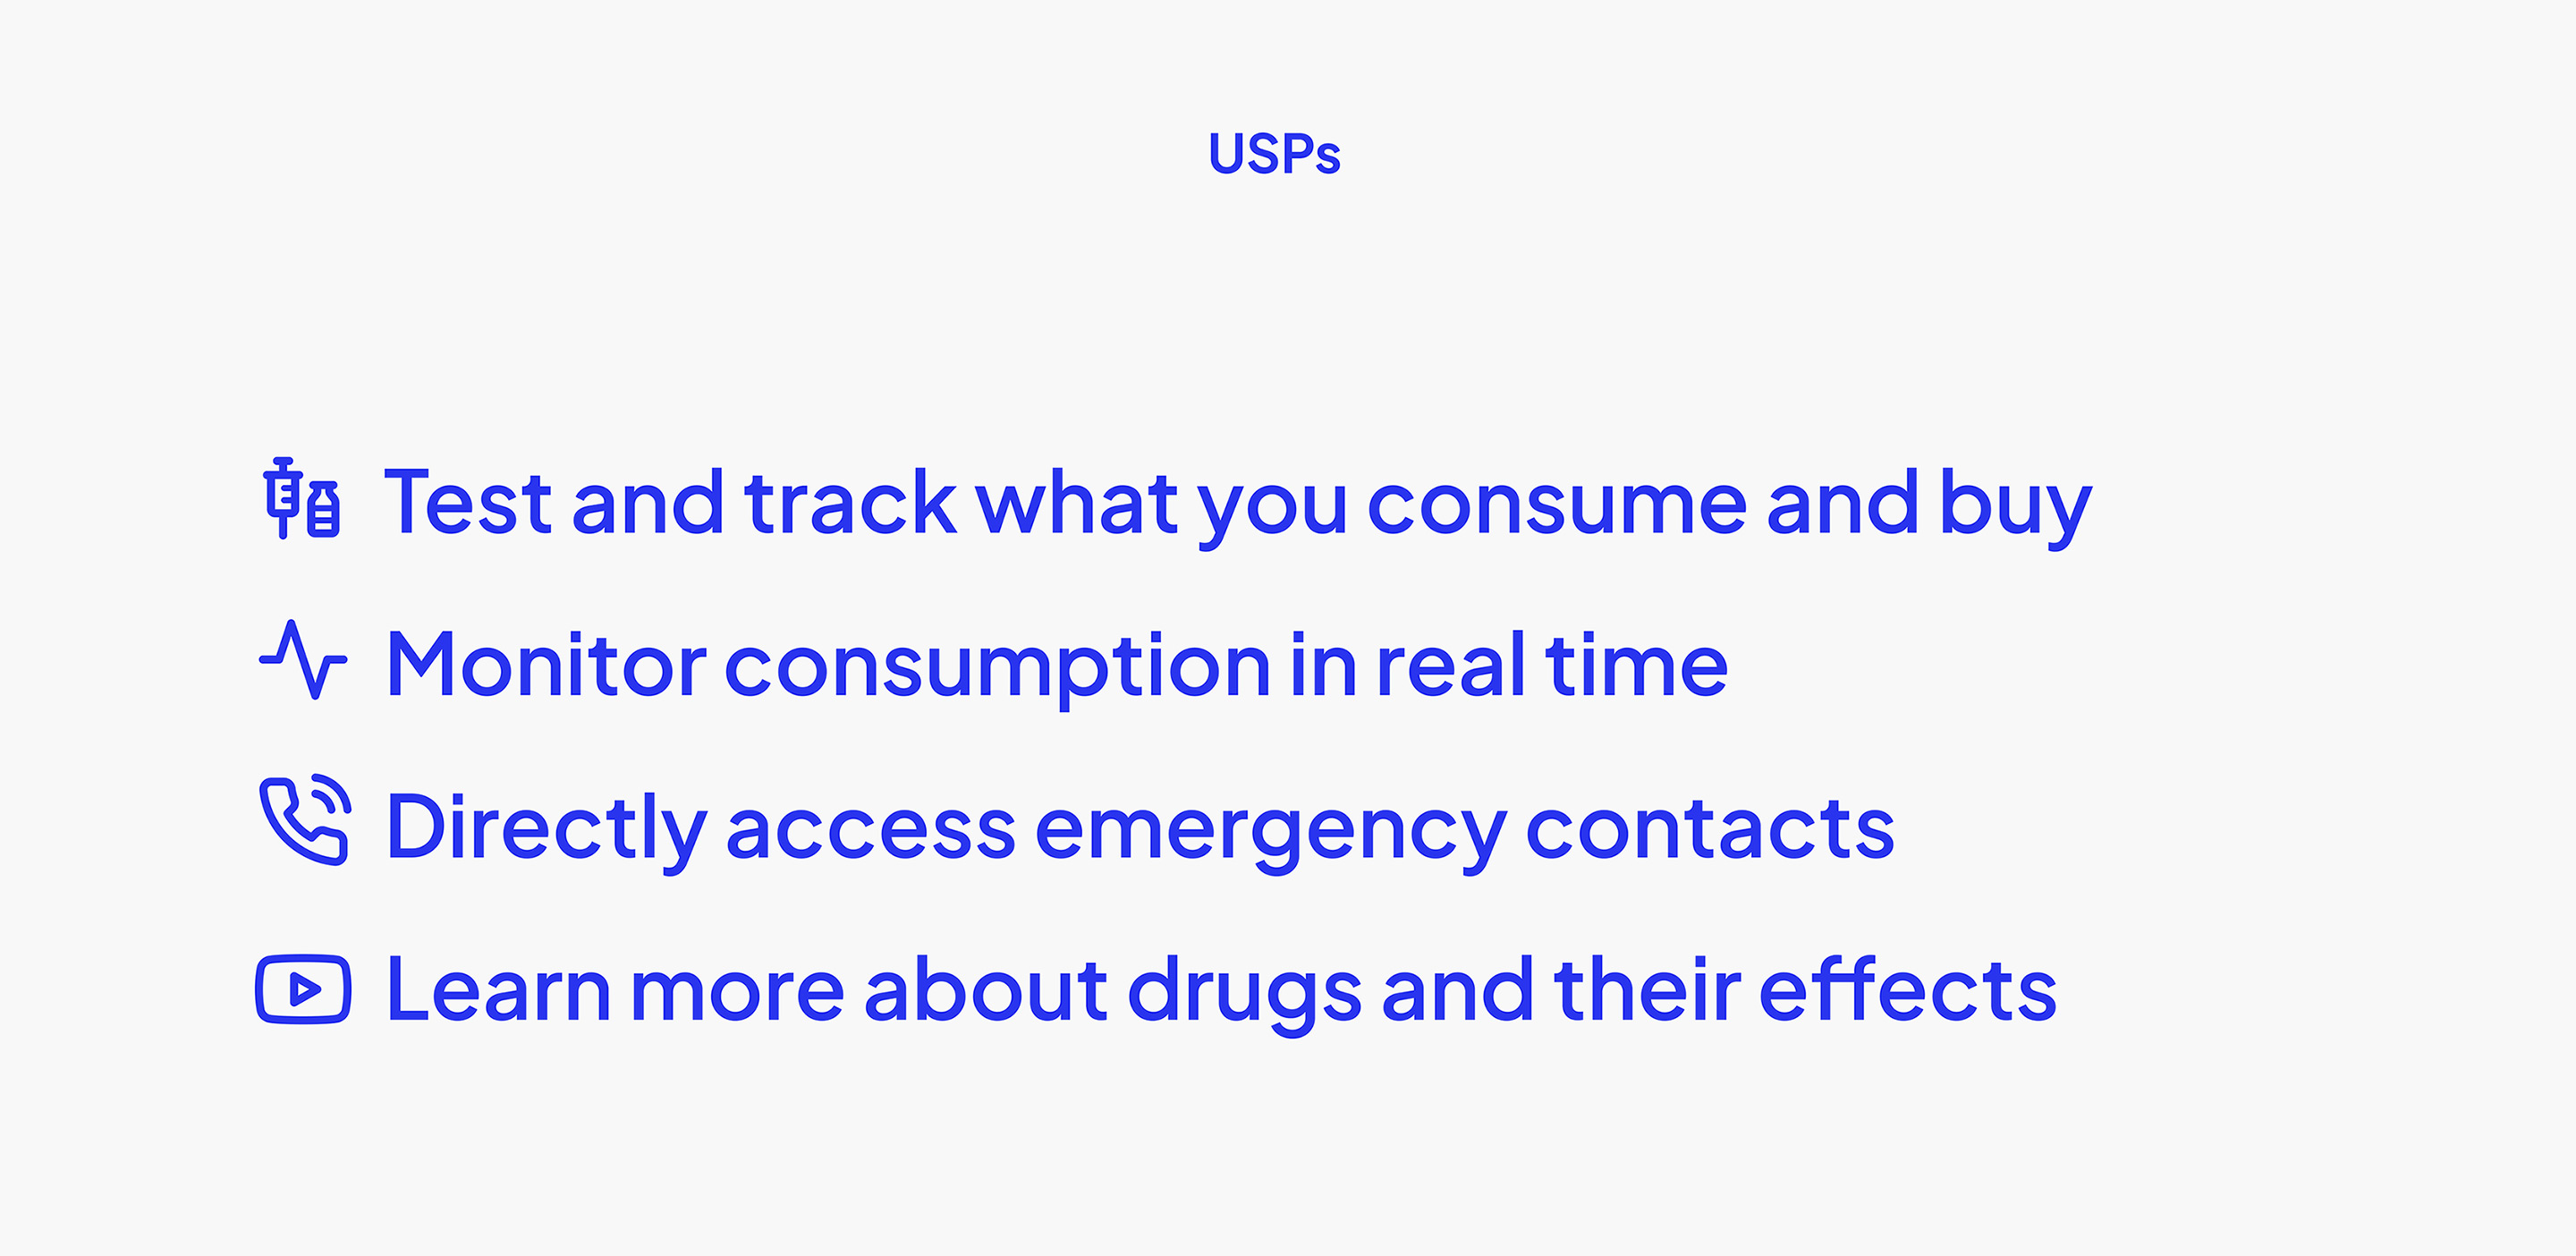 USPs
Test and track what you consume and buy
Monitor consumption in real time
Directly access emergency contacts
Learn more about drugs and their effects